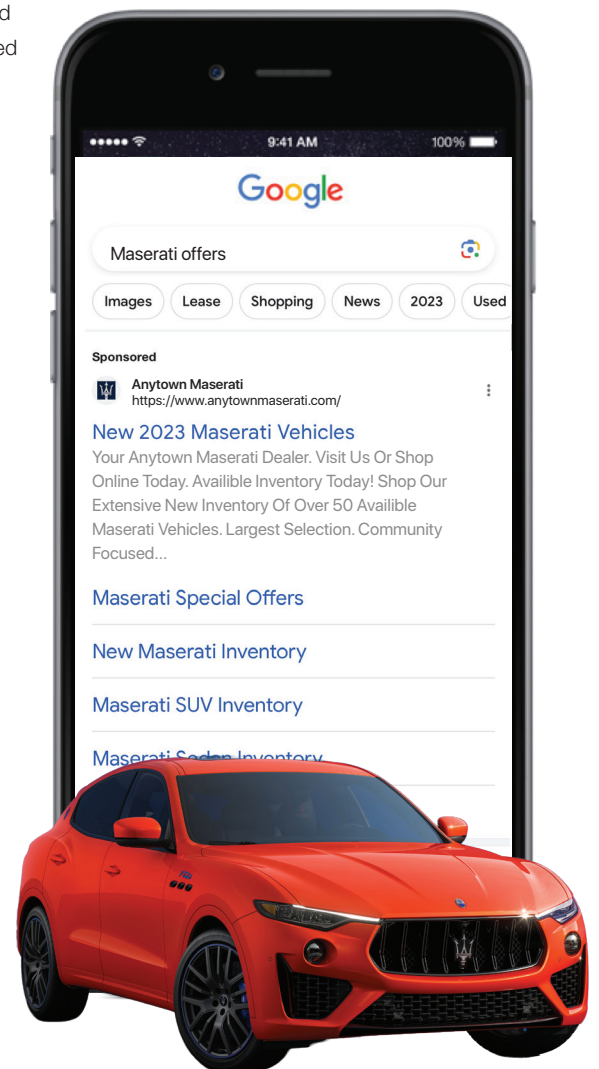 d
ed
9:41 AM 100%
Google
Maserati offers
Images Lease Shopping News 2023 Used
Sponsored
Anytown Maserati
https://www.anytownmaserati.com/
New 2023 Maserati Vehicles
Your Anytown Maserati Dealer. Visit Us Or Shop
Online Today. Availible Inventory Today! Shop Our
Extensive New Inventory Of Over 50 Availible
Maserati Vehicles. Largest Selection. Community
Focused...
Maserati Special Offers
New Maserati Inventory
Maserati SUV Inventory
Maserati Sedan Inventory